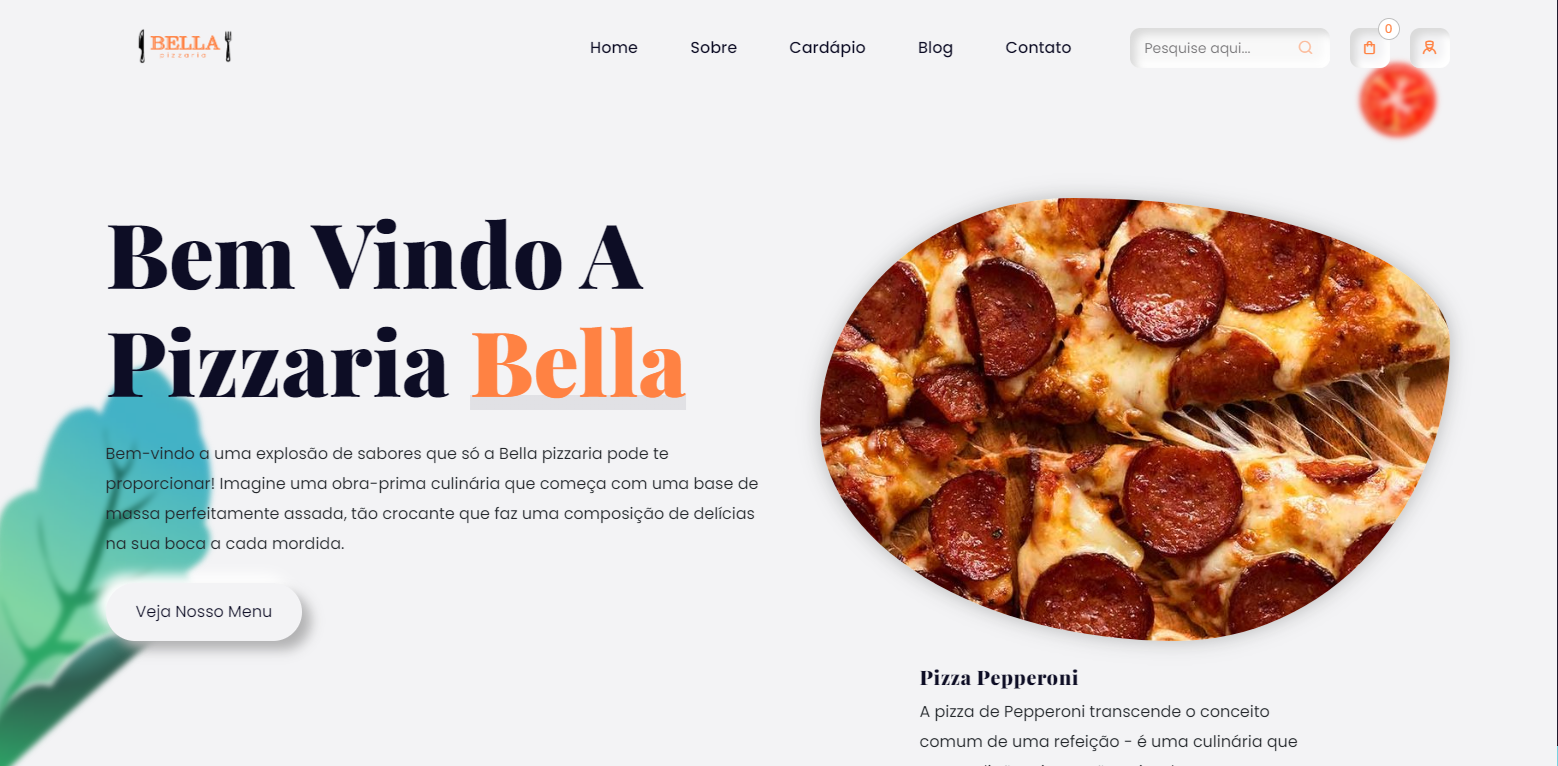 BELLA
pizzaria
Home Sobre Cardápio Blog Contato Pesquise aqui... 0
Bem Vindo A
Pizzaria Bella
Bem-vindo a uma explosão de sabores que só a Bella pizzaria pode te
proporcionar! Imagine uma obra-prima culinária que começa com uma base de
massa perfeitamente assada, tão crocante que faz uma composição de delícias
na sua boca a cada mordida.
Veja Nosso Menu
Pizza Pepperoni
A pizza de Pepperoni transcende o conceito
comum de uma refeição - é uma culinária que